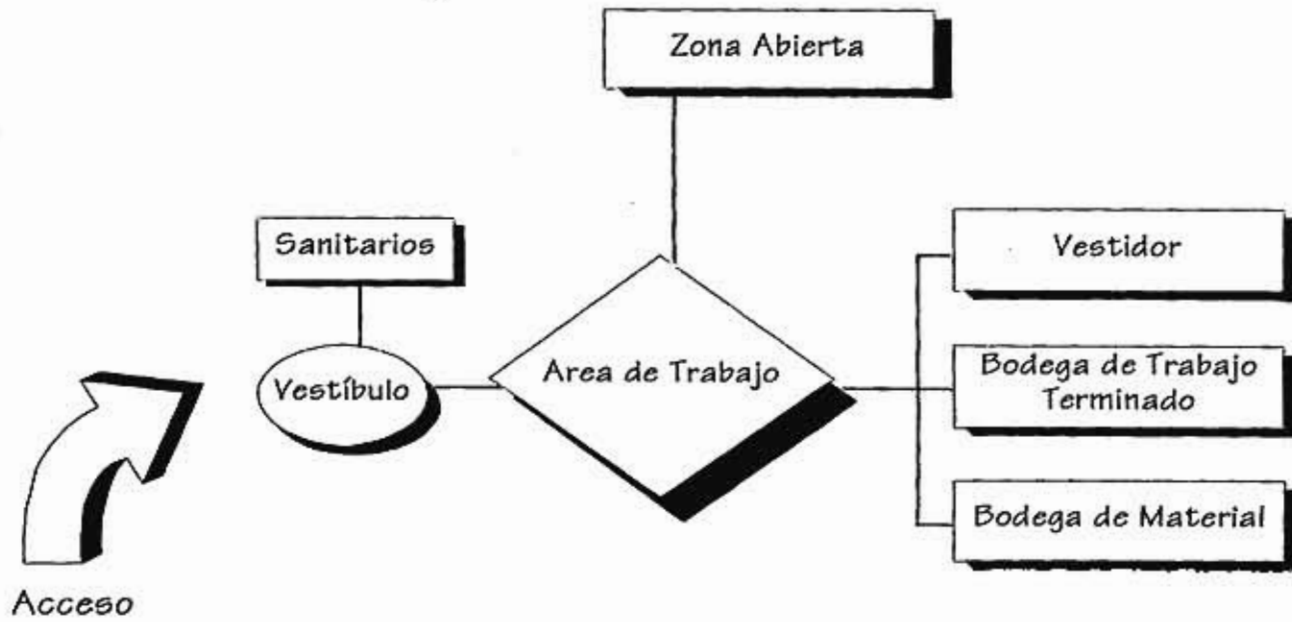 Zona Abierta
Sanitarios
Vestidor
Vestíbulo
Area de Trabajo
Bodega de Trabajo
Terminado
Bodega de Material
Acceso